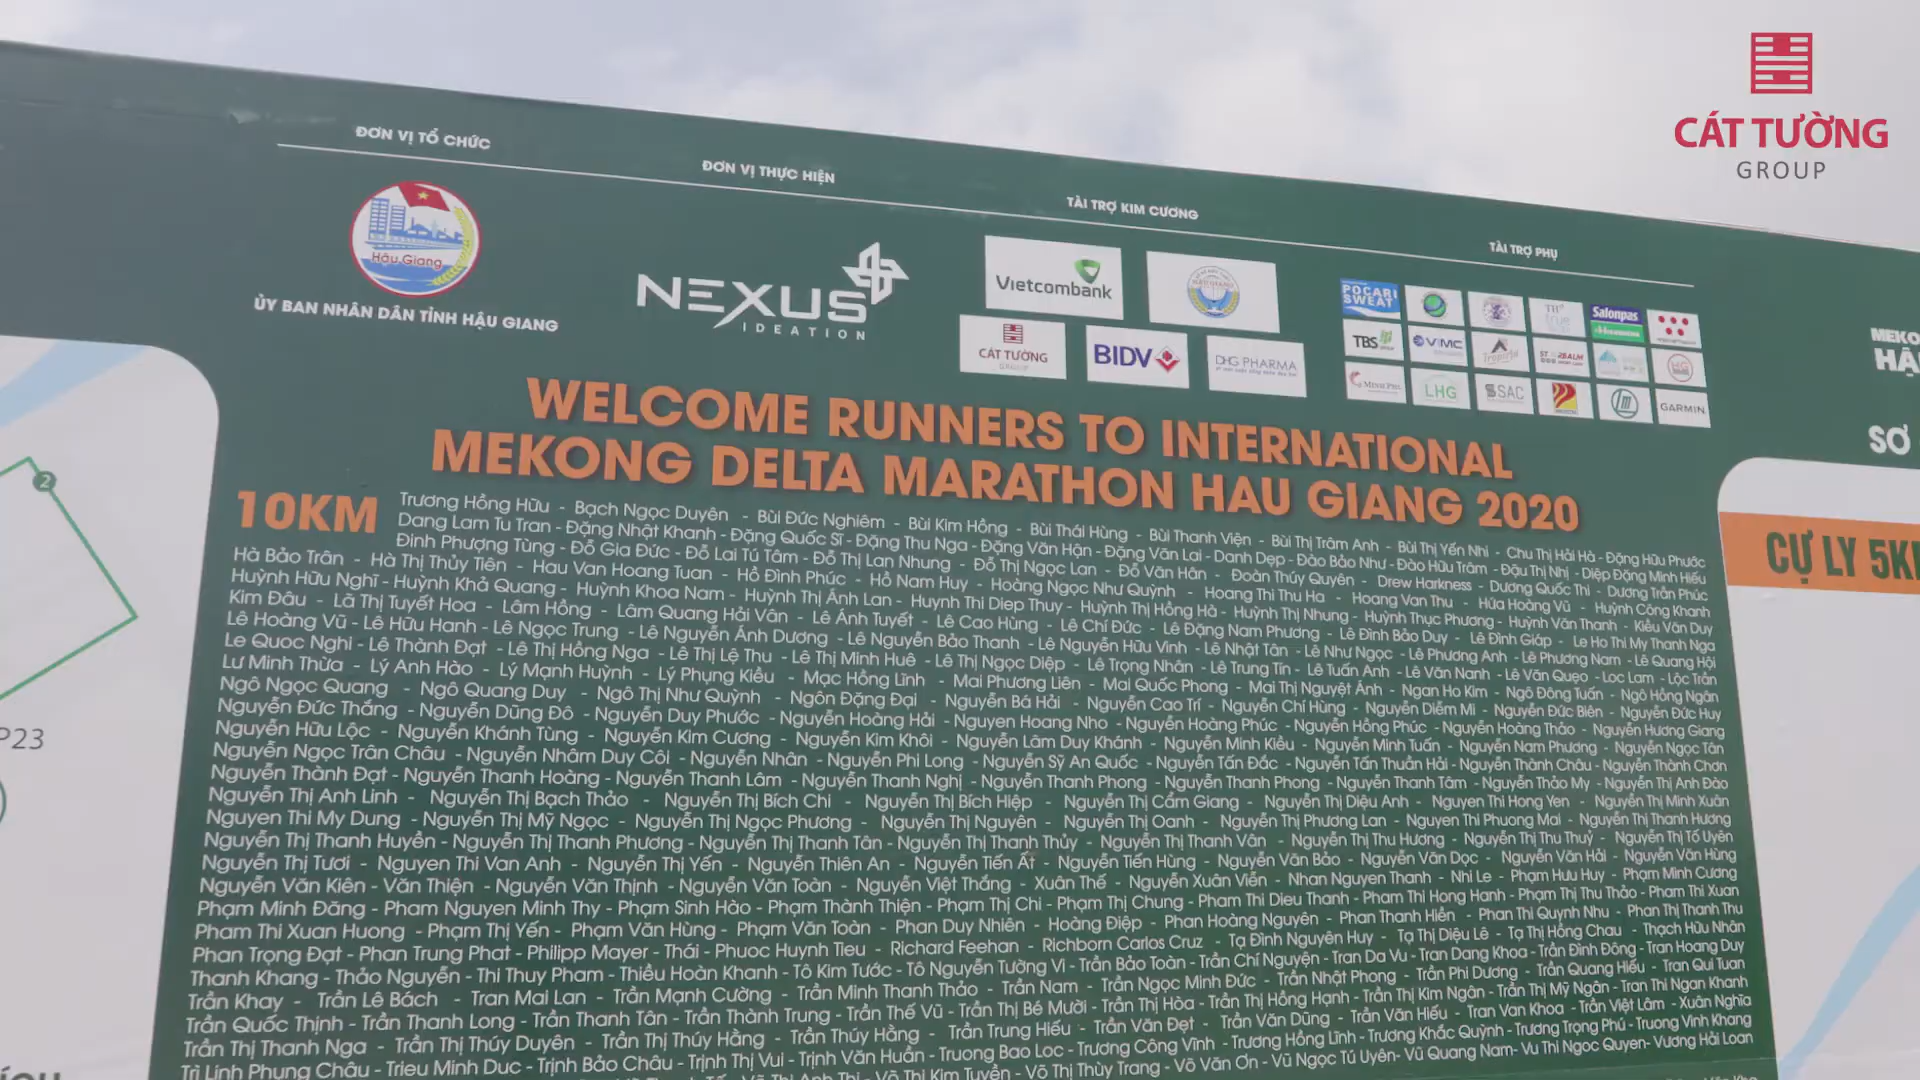 CÁT TƯỜNG
GROUP
ĐƠN VỊ TỔ CHỨC
ĐƠN VỊ THỰC HIỆN
TÀI TRỢ KIM CƯƠNG
TÀI TRỢ PHỤ
Hậu Giang
ỦY BAN NHÂN DÂN TỈNH HẬU GIANG
NEXUS
IDEATION
Vietcombank
CÁT TƯỜNG
BIDV
DHG PHARMA
POCARI SWEAT
TH true
Salonpas
TBS
VIMC
LHG
SAC
GARMIN
WELCOME RUNNERS TO INTERNATIONAL
MEKONG DELTA MARATHON HAU GIANG 2020
10KM
Trương Hồng Hữu - Bạch Ngọc Duyên - Bùi Đức Nghiêm - Bùi Kim Hồng - Bùi Thái Hùng - Bùi Thanh Viện - Bùi Thị Trâm Anh - Bùi Thị Yến Nhi - Chu Thị Hải Hà - Đặng Hữu Phước
Dang Lam Tu Tran - Đặng Nhật Khanh - Đặng Quốc Sĩ - Đặng Thu Nga - Đặng Văn Hận - Đặng Văn Lai - Danh Dẹp - Đào Bảo Như - Đào Hữu Trâm - Đậu Thị Nhị - Diệp Đặng Minh Hiếu
Đinh Phượng Tùng - Đỗ Gia Đức - Đỗ Lai Tú Tâm - Đỗ Thị Lan Nhung - Đỗ Thị Ngọc Lan - Đỗ Văn Hân - Đoàn Thúy Quyên - Drew Harkness - Dương Quốc Thi - Dương Trần Phúc
Hà Bảo Trân - Hà Thị Thủy Tiên - Hau Van Hoang Tuan - Hồ Đình Phúc - Hồ Nam Huy - Hoàng Ngọc Như Quỳnh - Hoang Thi Thu Ha - Hoang Van Thu - Hứa Hoàng Vũ - Huỳnh Công Khanh
Huỳnh Hữu Nghĩ - Huỳnh Khả Quang - Huỳnh Khoa Nam - Huỳnh Thị Ánh Lan - Huynh Thi Diep Thuy - Huỳnh Thị Hồng Hà - Huỳnh Thị Nhung - Huỳnh Thục Phương - Huỳnh Văn Thanh - Kiều Văn Duy
Kim Đâu - Lã Thị Tuyết Hoa - Lâm Hồng - Lâm Quang Hải Vân - Lê Ánh Tuyết - Lê Cao Hùng - Lê Chí Đức - Lê Đặng Nam Phương - Lê Đình Bảo Duy - Lê Đình Giáp - Le Ho Thi My Thanh Nga
Lê Hoàng Vũ - Lê Hữu Hanh - Lê Ngọc Trung - Lê Nguyễn Ánh Dương - Lê Nguyễn Bảo Thanh - Lê Nguyễn Hữu Vinh - Lê Nhật Tân - Lê Như Ngọc - Lê Phương Anh - Lê Phương Nam - Lê Quang Hội
Le Quoc Nghi - Lê Thành Đạt - Lê Thị Hồng Nga - Lê Thị Lệ Thu - Lê Thị Minh Huê - Lê Thị Ngọc Diệp - Lê Trọng Nhân - Lê Trung Tín - Lê Tuấn Anh - Lê Văn Nanh - Lê Văn Quẹo - Loc Lam - Lộc Trần
Lư Minh Thừa - Lý Anh Hào - Lý Mạnh Huỳnh - Lý Phụng Kiều - Mạc Hồng Lĩnh - Mai Phương Liên - Mai Quốc Phong - Mai Thị Nguyệt Ánh - Ngan Ho Kim - Ngô Đông Tuấn - Ngô Hồng Ngân
Ngô Ngọc Quang - Ngô Quang Duy - Ngô Thị Như Quỳnh - Ngôn Đặng Đại - Nguyễn Bá Hải - Nguyễn Cao Trí - Nguyễn Chí Hùng - Nguyễn Diễm Mi - Nguyễn Đức Biên - Nguyễn Đức Huy
Nguyễn Đức Thắng - Nguyễn Dũng Đô - Nguyễn Duy Phước - Nguyễn Hoàng Hải - Nguyen Hoang Nho - Nguyễn Hoàng Phúc - Nguyễn Hồng Phúc - Nguyễn Hoàng Thảo - Nguyễn Hương Giang
Nguyễn Hữu Lộc - Nguyễn Khánh Tùng - Nguyễn Kim Cương - Nguyễn Kim Khôi - Nguyễn Lâm Duy Khánh - Nguyễn Minh Kiều - Nguyễn Minh Tuấn - Nguyễn Nam Phương - Nguyễn Ngọc Tân
Nguyễn Ngọc Trân Châu - Nguyễn Nhâm Duy Côi - Nguyễn Nhân - Nguyễn Phi Long - Nguyễn Sỹ An Quốc - Nguyễn Tấn Đắc - Nguyễn Tấn Thuần Hải - Nguyễn Thành Châu - Nguyễn Thành Chơn
Nguyễn Thành Đạt - Nguyễn Thanh Hoàng - Nguyễn Thanh Lâm - Nguyễn Thanh Nghị - Nguyễn Thanh Phong - Nguyễn Thanh Phong - Nguyễn Thanh Tâm - Nguyễn Thảo My - Nguyễn Thị Anh Đào
Nguyễn Thị Anh Linh - Nguyễn Thị Bạch Thảo - Nguyễn Thị Bích Chi - Nguyễn Thị Bích Hiệp - Nguyễn Thị Cẩm Giang - Nguyễn Thị Diệu Anh - Nguyen Thi Hong Yen - Nguyễn Thị Minh Xuân
Nguyen Thi My Dung - Nguyễn Thị Mỹ Ngọc - Nguyễn Thị Ngọc Phương - Nguyễn Thị Nguyên - Nguyễn Thị Oanh - Nguyễn Thị Phương Lan - Nguyen Thi Phuong Mai - Nguyễn Thị Thanh Hương
Nguyễn Thị Thanh Huyền - Nguyễn Thị Thanh Phương - Nguyễn Thị Thanh Tân - Nguyễn Thị Thanh Thủy - Nguyễn Thị Thanh Vân - Nguyễn Thị Thu Hương - Nguyễn Thị Thu Thuỷ - Nguyễn Thị Tố Uyên
Nguyễn Thị Tươi - Nguyen Thi Van Anh - Nguyễn Thị Yến - Nguyễn Thiên An - Nguyễn Tiến Ất - Nguyễn Tiến Hùng - Nguyễn Văn Bảo - Nguyễn Văn Dọc - Nguyễn Văn Hải - Nguyễn Văn Hùng
Nguyễn Văn Kiên - Văn Thiện - Nguyễn Văn Thịnh - Nguyễn Văn Toàn - Nguyễn Việt Thắng - Xuân Thế - Nguyễn Xuân Viễn - Nhan Nguyen Thanh - Nhi Le - Phạm Hưu Huy - Phạm Minh Cương
Phạm Minh Đăng - Pham Nguyen Minh Thy - Phạm Sinh Hào - Phạm Thành Thiện - Phạm Thị Chi - Phạm Thị Chung - Pham Thi Dieu Thanh - Pham Thi Hong Hanh - Phạm Thị Thu Thảo - Pham Thi Xuan
Pham Thi Xuan Huong - Phạm Thị Yến - Phạm Văn Hùng - Phạm Văn Toàn - Phan Duy Nhiên - Hoàng Điệp - Phan Hoàng Nguyên - Phan Thanh Hiền - Phan Thi Quynh Nhu - Phan Thị Thanh Thu
Phan Trọng Đạt - Phan Trung Phat - Philipp Mayer - Thái - Phuoc Huynh Tieu - Richard Feehan - Richborn Carlos Cruz - Tạ Đình Nguyên Huy - Tạ Thị Diệu Lê - Tạ Thị Hồng Chau - Thạch Hữu Nhân
Thanh Khang - Thảo Nguyễn - Thi Thuy Pham - Thiều Hoàn Khanh - Tô Kim Tước - Tô Nguyễn Tường Vi - Trần Bảo Toàn - Trần Chí Nguyện - Tran Da Vu - Tran Dang Khoa - Trần Đình Đông - Tran Hoang Duy
Trần Khay - Trần Lê Bách - Tran Mai Lan - Trần Mạnh Cường - Trần Minh Thanh Thảo - Trần Nam - Trần Ngọc Minh Đức - Trần Nhật Phong - Trần Phi Dương - Trần Quang Hiếu - Tran Qui Tuan
Trần Quốc Thịnh - Trần Thanh Long - Trần Thanh Tân - Trần Thành Trung - Trần Thế Vũ - Trần Thị Bé Mười - Trần Thị Hòa - Trần Thị Hồng Hạnh - Trần Thị Kim Ngân - Trần Thị Mỹ Ngân - Tran Thi Ngan Khanh
Trần Thị Thanh Nga - Trần Thị Thúy Duyên - Trần Thị Thúy Hằng - Trần Thúy Hằng - Trần Trung Hiếu - Trần Văn Đẹt - Trần Văn Dũng - Trần Văn Hiếu - Tran Van Khoa - Trần Việt Lâm - Xuân Nghĩa
Tri Linh Phung Châu - Trieu Minh Duc - Trịnh Bảo Châu - Trịnh Thị Vui - Trịnh Văn Huấn - Truong Bao Loc - Trương Công Vĩnh - Trương Hồng Lĩnh - Trương Khắc Quỳnh - Trương Trọng Phú - Truong Vinh Khang
Võ Thị Anh Thi - Võ Thị Kim Tuyền - Võ Thị Thùy Trang - Võ Văn Ơn - Vũ Ngọc Tú Uyên - Vũ Quang Nam - Vu Thi Ngoc Quyen - Vương Hải Loan
2
P23
MEKO
HẬ
SƠ
CỰ LY 5K